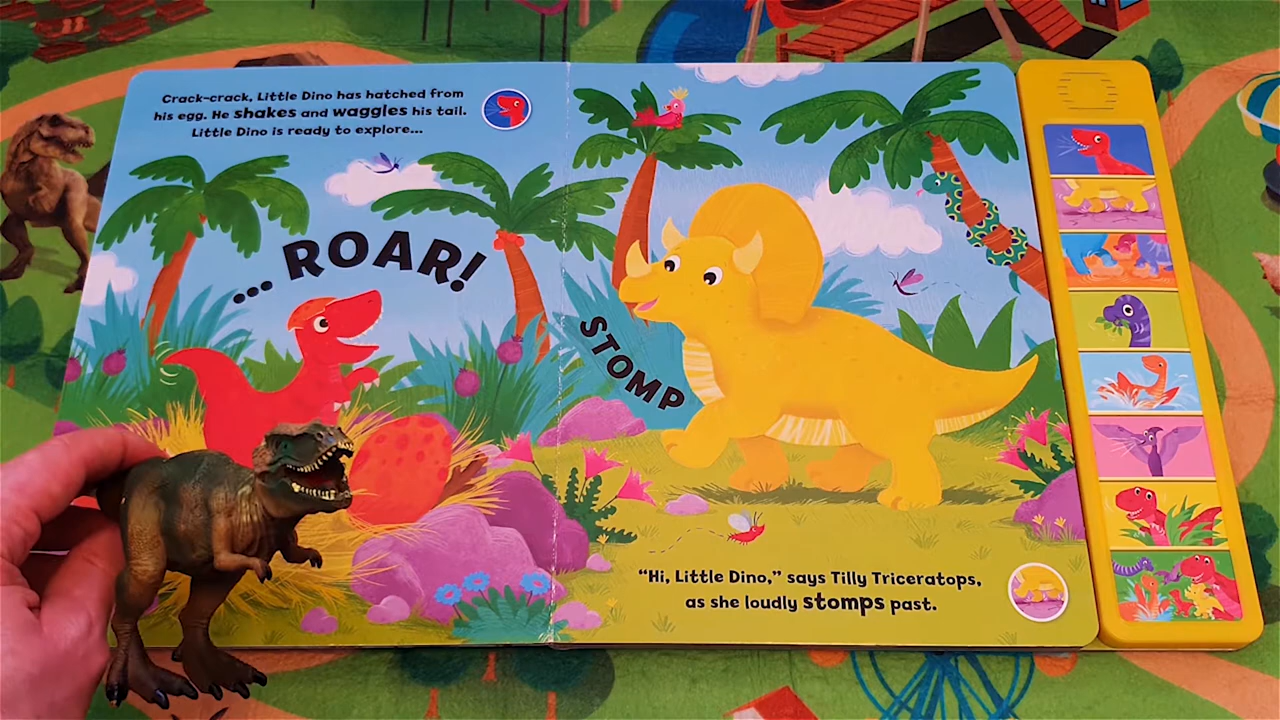 Crack-crack, Little Dino has hatched from
his egg. He shakes and waggles his tail.
Little Dino is ready to explore...
... ROAR!
STOMP
“Hi, Little Dino,” says Tilly Triceratops,
as she loudly stomps past.